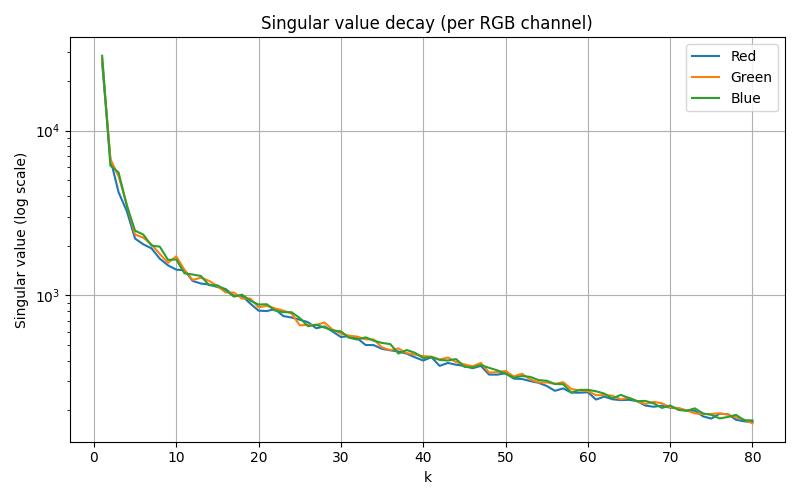 Singular value decay (per RGB channel)
Red
Green
Blue
Singular value (log scale)
10⁴
10³
0 10 20 30 40 50 60 70 80
k